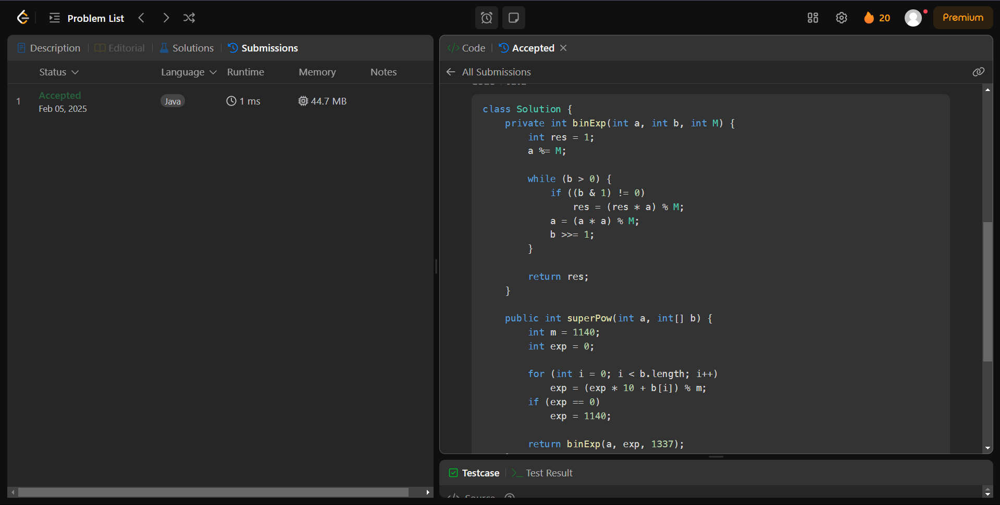 Problem List
20
Premium
Description
Editorial
Solutions
Submissions
Status
Language
Runtime
Memory
Notes
1
Accepted
Feb 05, 2025
Java
1 ms
44.7 MB
</> Code
Accepted
All Submissions
Code
Java
class Solution {
    private int binExp(int a, int b, int M) {
        int res = 1;
        a %= M;
        while (b > 0) {
            if ((b & 1) != 0)
                res = (res * a) % M;
            a = (a * a) % M;
            b >>= 1;
        }
        return res;
    }
    public int superPow(int a, int[] b) {
        int m = 1140;
        int exp = 0;
        for (int i = 0; i < b.length; i++)
            exp = (exp * 10 + b[i]) % m;
        if (exp == 0)
            exp = 1140;
        return binExp(a, exp, 1337);
Testcase
>_ Test Result
</> Source